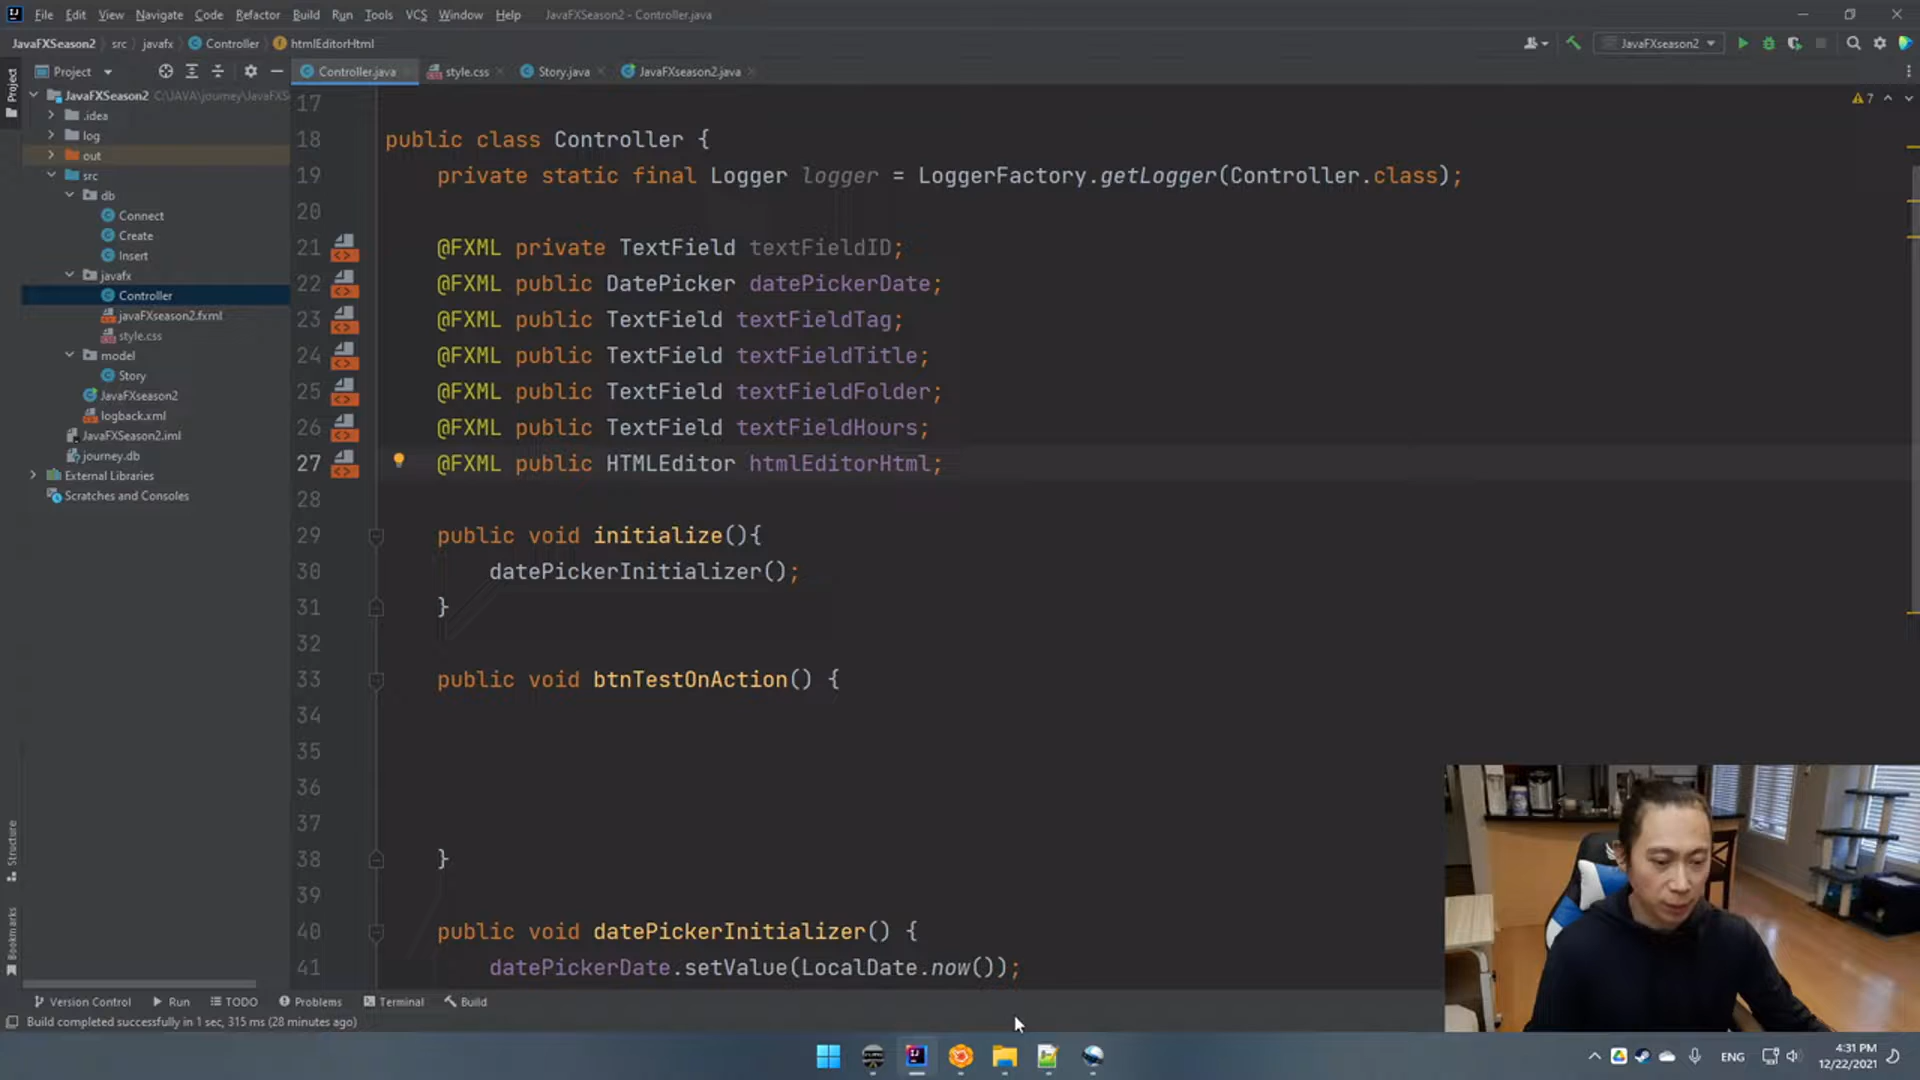 File Edit View Navigate Code Refactor Build Run Tools VCS Window Help JavaFXSeason2 - Controller.java
JavaFXSeason2 src javafx Controller htmlEditorHtml
JavaFXseason2
Project
Project
Controller.java style.css Story.java JavaFXseason2.java
JavaFXSeason2 C:\JAVA\journey\JavaFXS
.idea
log
out
src
db
Connect
Create
Insert
javafx
Controller
javaFXseason2.fxml
style.css
model
Story
JavaFXseason2
logback.xml
JavaFXSeason2.iml
journey.db
External Libraries
Scratches and Consoles
7
17
18 public class Controller {
19 private static final Logger logger = LoggerFactory.getLogger(Controller.class);
20
21 @FXML private TextField textFieldID;
22 @FXML public DatePicker datePickerDate;
23 @FXML public TextField textFieldTag;
24 @FXML public TextField textFieldTitle;
25 @FXML public TextField textFieldFolder;
26 @FXML public TextField textFieldHours;
27 @FXML public HTMLEditor htmlEditorHtml;
28
29 public void initialize(){
30 datePickerInitializer();
31 }
32
33 public void btnTestOnAction() {
34
35
36
37
38 }
39
40 public void datePickerInitializer() {
41 datePickerDate.setValue(LocalDate.now());
Structure
Bookmarks
Version Control Run TODO Problems Terminal Build
Build completed successfully in 1 sec, 315 ms (28 minutes ago)
ENG
4:31 PM
12/22/2021